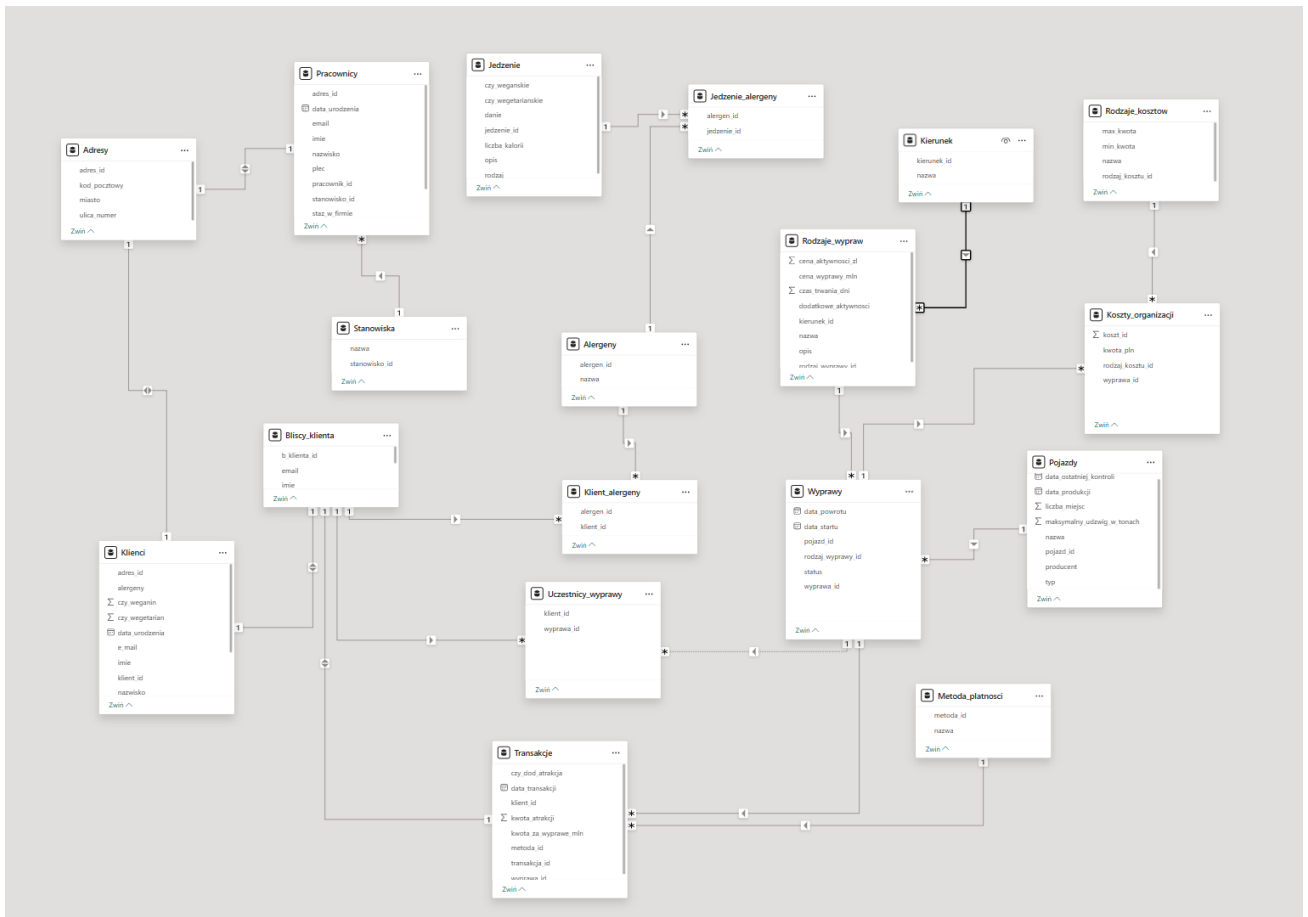 Pracownicy
adres_id
data_urodzenia
email
imie
nazwisko
plec
pracownik_id
stanowisko_id
staz_w_firmie
Zwiń
Jedzenie
czy_weganskie
czy_wegetarianskie
danie
jedzenie_id
liczba_kalorii
opis
rodzaj
Zwiń
Jedzenie_alergeny
alergen_id
jedzenie_id
Zwiń
Kierunek
kierunek_id
nazwa
Zwiń
Rodzaje_kosztow
max_kwota
min_kwota
nazwa
rodzaj_kosztu_id
Zwiń
Adresy
adres_id
kod_pocztowy
miasto
ulica_numer
Zwiń
Rodzaje_wypraw
cena_aktywnosci_zl
cena_wyprawy_mln
czas_trwania_dni
dodatkowe_aktywnosci
kierunek_id
nazwa
opis
rodzaj_wyprawy_id
Zwiń
Stanowiska
nazwa
stanowisko_id
Zwiń
Alergeny
alergen_id
nazwa
Zwiń
Koszty_organizacji
koszt_id
kwota_pln
rodzaj_kosztu_id
wyprawa_id
Zwiń
Bliscy_klienta
b_klienta_id
email
imie
Zwiń
Klient_alergeny
alergen_id
klient_id
Zwiń
Wyprawy
data_powrotu
data_startu
pojazd_id
rodzaj_wyprawy_id
status
wyprawa_id
Zwiń
Pojazdy
data_ostatniej_kontroli
data_produkcji
liczba_miejsc
maksymalny_udzwig_w_tonach
nazwa
pojazd_id
producent
typ
Zwiń
Klienci
adres_id
alergeny
czy_weganin
czy_wegetarian
data_urodzenia
e_mail
imie
klient_id
nazwisko
Zwiń
Uczestnicy_wyprawy
klient_id
wyprawa_id
Zwiń
Metoda_platnosci
metoda_id
nazwa
Zwiń
Transakcje
czy_dod_atrakcja
data_transakcji
klient_id
kwota_atrakcji
kwota_za_wyprawe_mln
metoda_id
transakcja_id
wyprawa_id
Zwiń